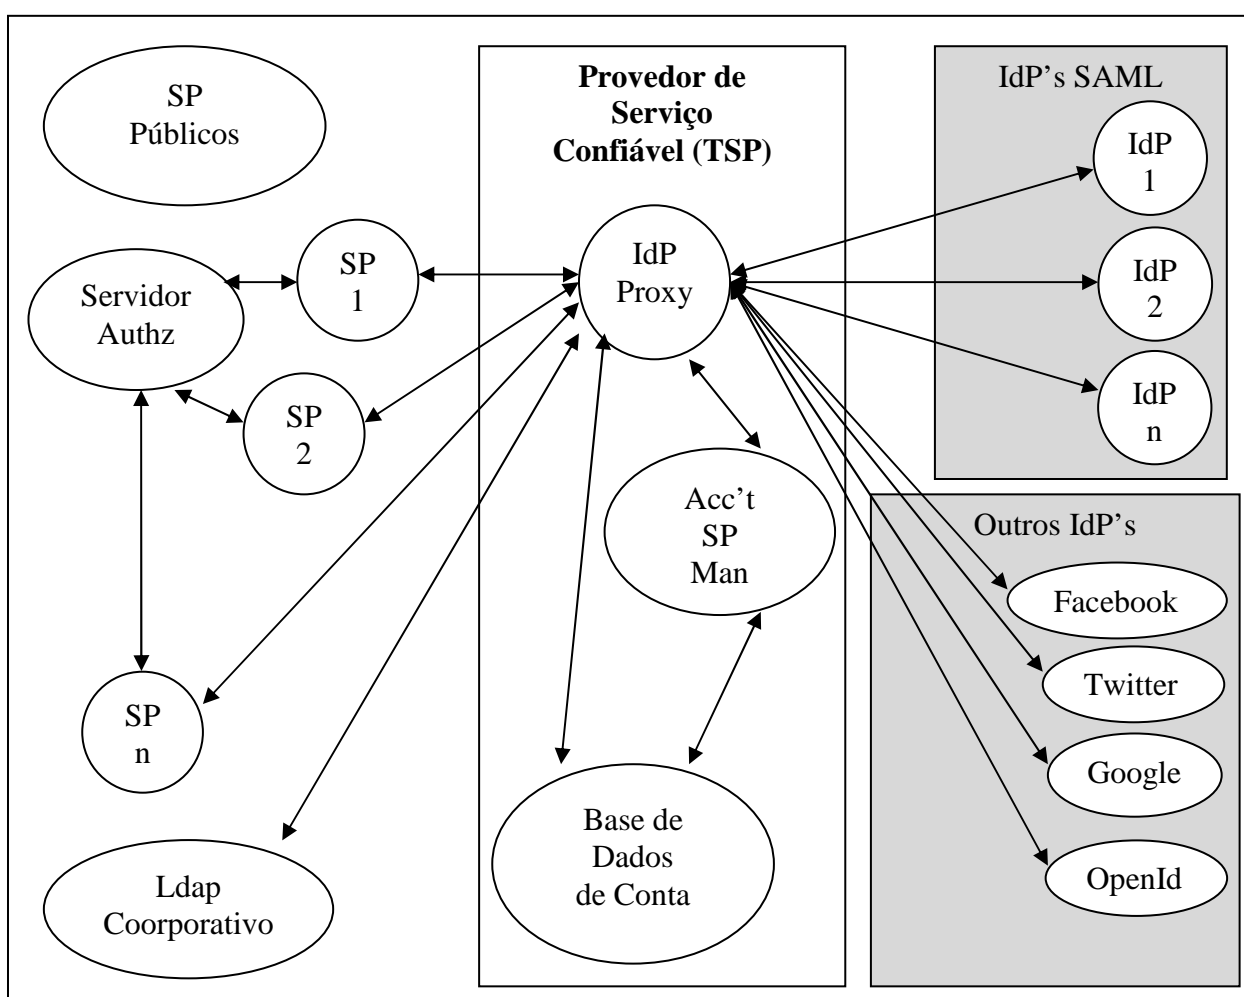 SP
Públicos
Servidor
Authz
SP
1
SP
2
SP
n
Ldap
Coorporativo
Provedor de
Serviço
Confiável (TSP)
IdP
Proxy
Acc’t
SP
Man
Base de
Dados
de Conta
IdP’s SAML
IdP
1
IdP
2
IdP
n
Outros IdP’s
Facebook
Twitter
Google
OpenId